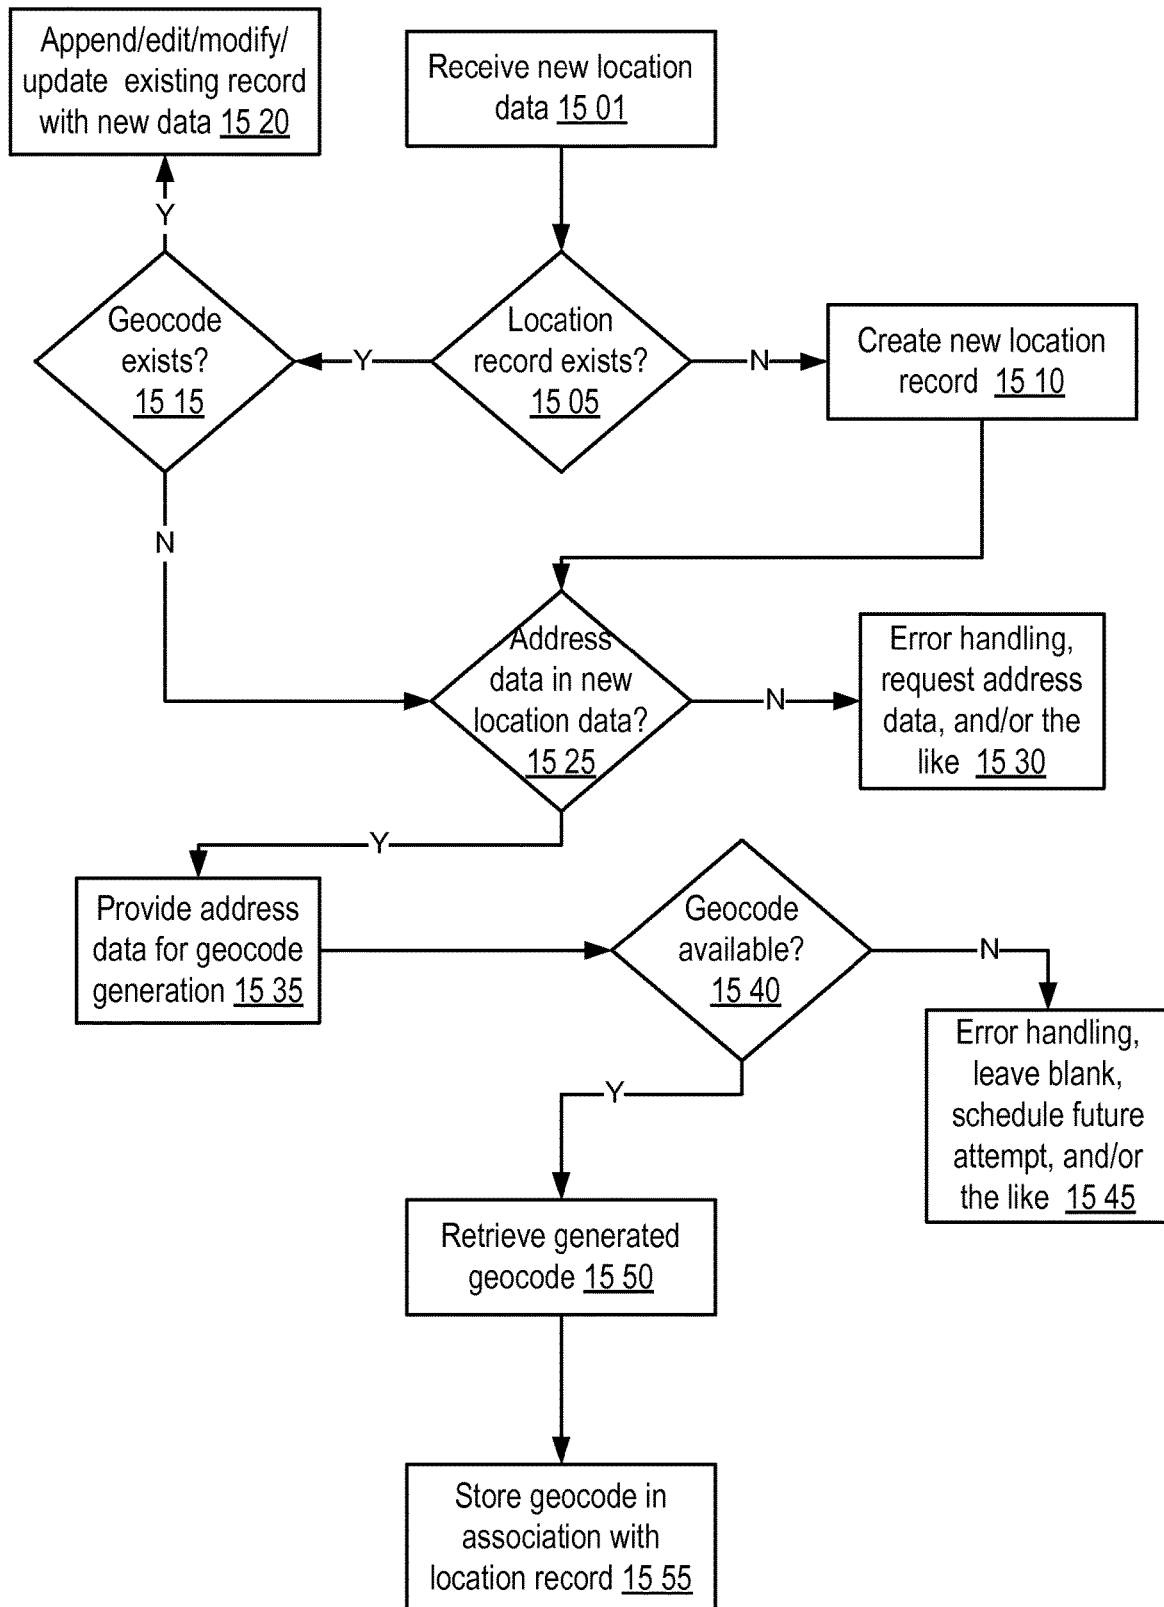 Append/edit/modify/
update existing record
with new data 15 20
Receive new location
data 15 01
Y
Geocode
exists?
15 15
Y
Location
record exists?
15 05
N
Create new location
record 15 10
N
Address
data in new
location data?
15 25
N
Error handling,
request address
data, and/or the
like 15 30
Y
Provide address
data for geocode
generation 15 35
Geocode
available?
15 40
N
Error handling,
leave blank,
schedule future
attempt, and/or
the like 15 45
Y
Retrieve generated
geocode 15 50
Store geocode in
association with
location record 15 55